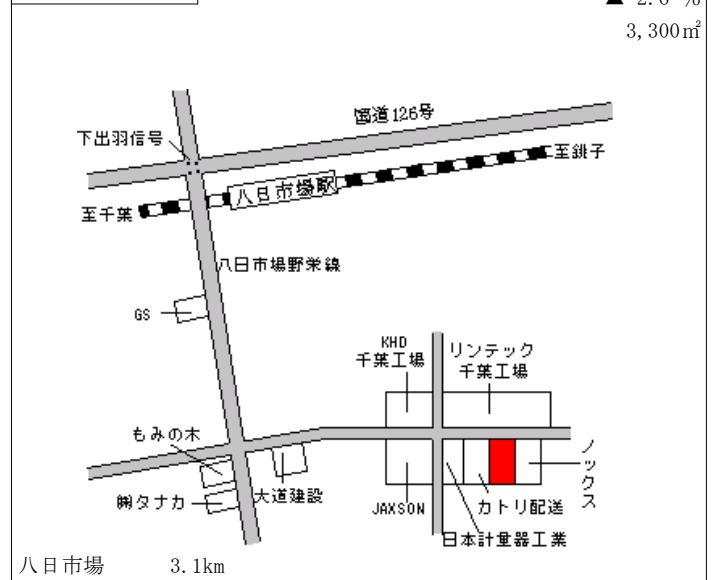 ▲ 2.6 %
3,300㎡
国道126号
下出羽信号
至銚子
八日市場駅
至千葉
八日市場野栄線
GS
KHD
千葉工場
リンテック
千葉工場
もみの木
ノックス
㈱タナカ
大道建設
JAXSON
カトリ配送
日本計量器工業
八日市場 3.1km